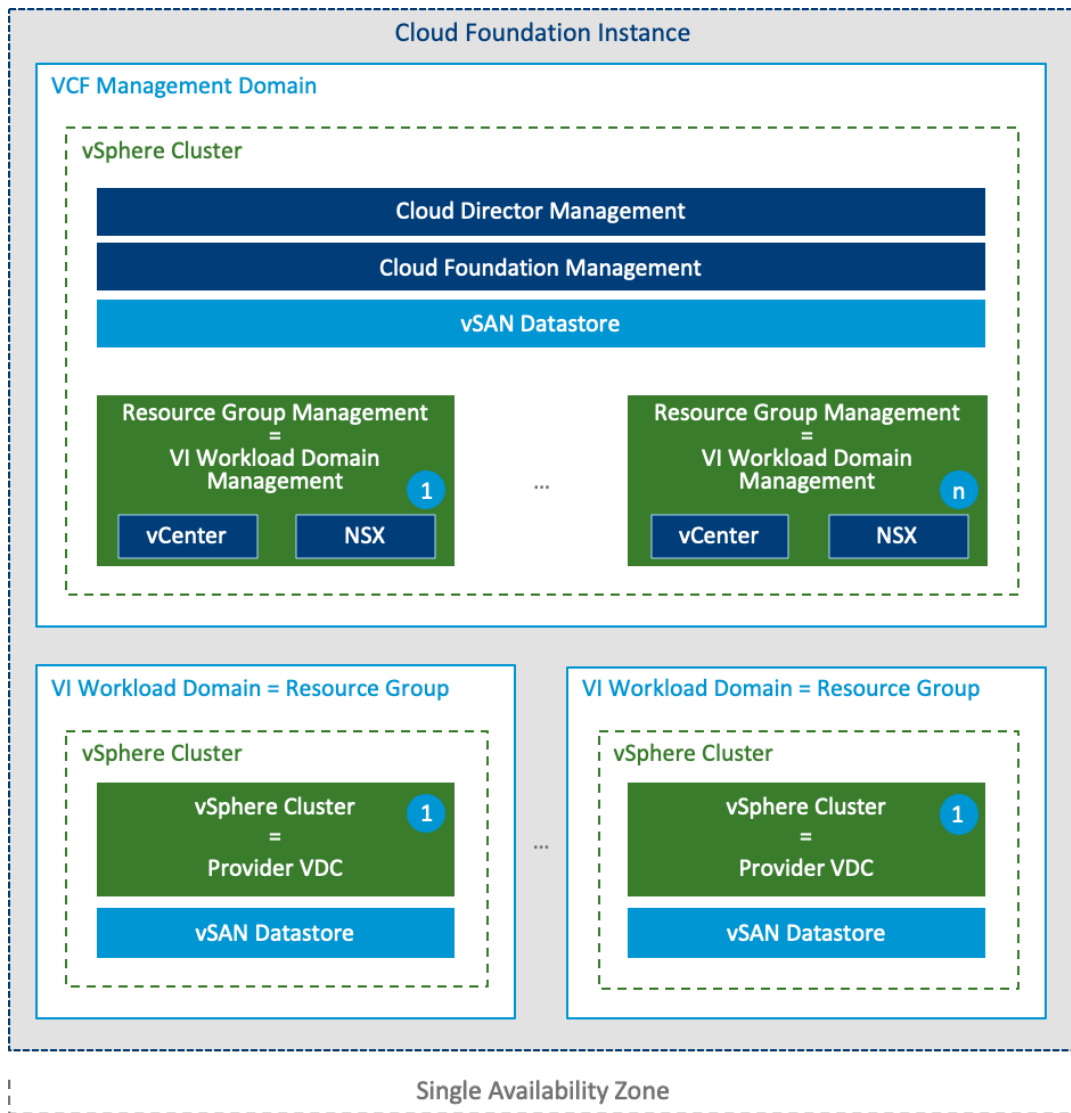 Cloud Foundation Instance
VCF Management Domain
vSphere Cluster
Cloud Director Management
Cloud Foundation Management
vSAN Datastore
Resource Group Management
=
VI Workload Domain
Management
1
vCenter
NSX
...
Resource Group Management
=
VI Workload Domain
Management
n
vCenter
NSX
VI Workload Domain = Resource Group
vSphere Cluster
vSphere Cluster
=
Provider VDC
1
vSAN Datastore
...
VI Workload Domain = Resource Group
vSphere Cluster
vSphere Cluster
=
Provider VDC
1
vSAN Datastore
Single Availability Zone